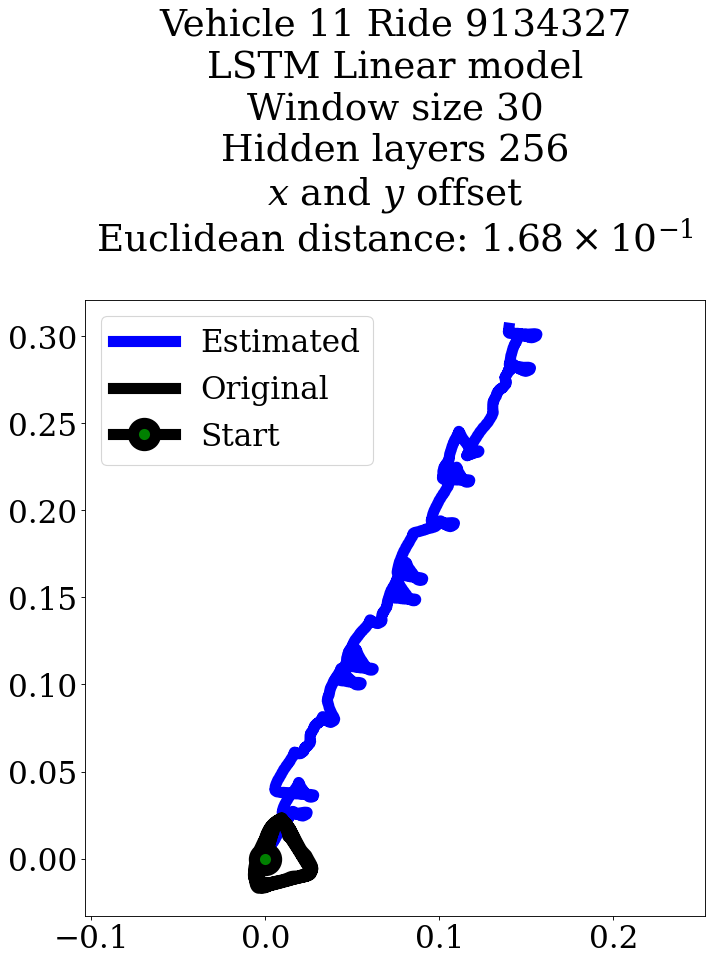 Vehicle 11 Ride 9134327
LSTM Linear model
Window size 30
Hidden layers 256
x and y offset
Euclidean distance: 1.68 × 10⁻¹
Estimated
Original
Start
0.30
0.25
0.20
0.15
0.10
0.05
0.00
−0.1 0.0 0.1 0.2